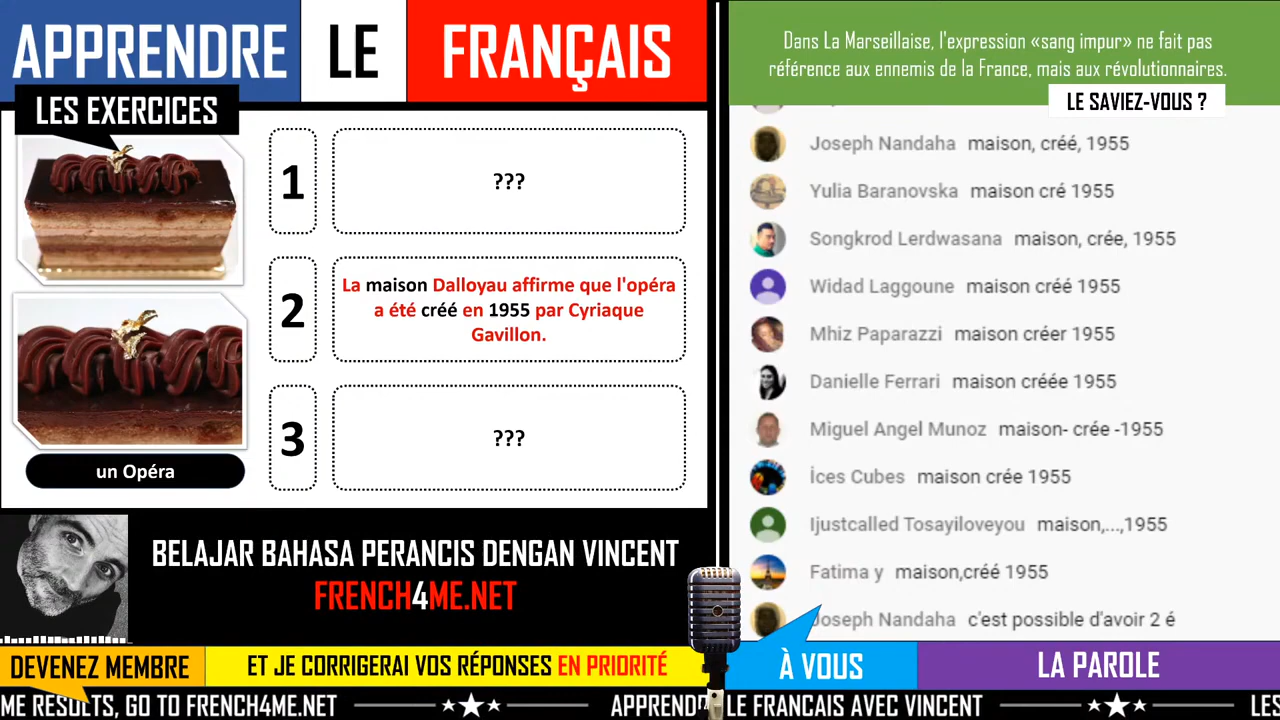 APPRENDRE LE FRANÇAIS
LES EXERCICES
1
???
2
La maison Dalloyau affirme que l'opéra
a été créé en 1955 par Cyriaque
Gavillon.
3
???
un Opéra
BELAJAR BAHASA PERANCIS DENGAN VINCENT
FRENCH4ME.NET
DEVENEZ MEMBRE
ET JE CORRIGERAI VOS RÉPONSES EN PRIORITÉ
Dans La Marseillaise, l'expression «sang impur» ne fait pas
référence aux ennemis de la France, mais aux révolutionnaires.
LE SAVIEZ-VOUS ?
Joseph Nandaha maison, créé, 1955
Yulia Baranovska maison cré 1955
Songkrod Lerdwasana maison, crée, 1955
Widad Laggoune maison créé 1955
Mhiz Paparazzi maison créer 1955
Danielle Ferrari maison créée 1955
Miguel Angel Munoz maison- crée -1955
İces Cubes maison crée 1955
Ijustcalled Tosayiloveyou maison,...,1955
Fatima y maison,créé 1955
Joseph Nandaha c'est possible d'avoir 2 é
À VOUS
LA PAROLE
ME RESULTS, GO TO FRENCH4ME.NET
APPRENDRE LE FRANCAIS AVEC VINCENT
LES